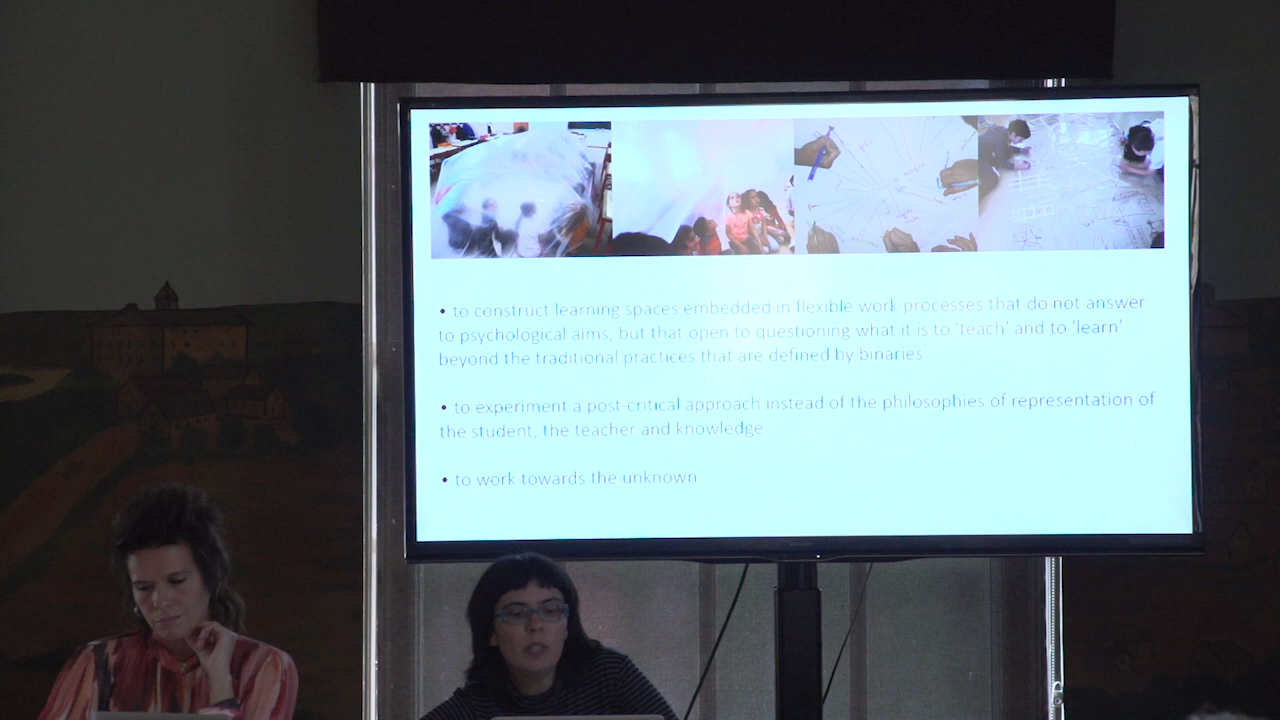 • to construct learning spaces embedded in flexible work processes that do not answer
to psychological aims, but that open to questioning what it is to 'teach' and to 'learn'
beyond the traditional practices that are defined by binaries
• to experiment a post-critical approach instead of the philosophies of representation of
the student, the teacher and knowledge
• to work towards the unknown